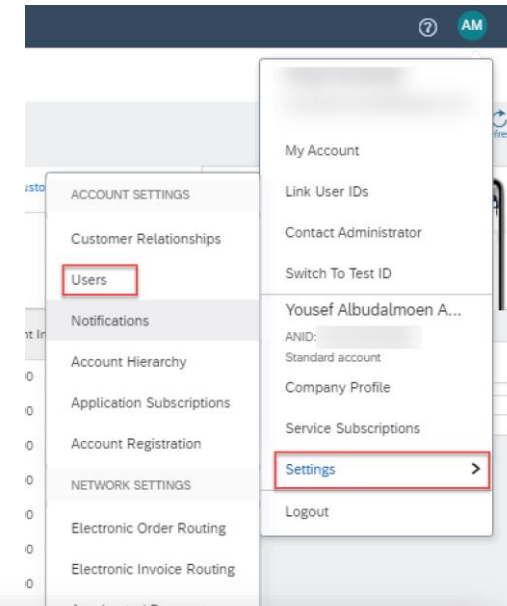 AM
My Account
Link User IDs
Contact Administrator
Switch To Test ID
Yousef Albudalmoen A...
ANID:
Standard account
Company Profile
Service Subscriptions
Settings
Logout
ACCOUNT SETTINGS
Customer Relationships
Users
Notifications
Account Hierarchy
Application Subscriptions
Account Registration
NETWORK SETTINGS
Electronic Order Routing
Electronic Invoice Routing